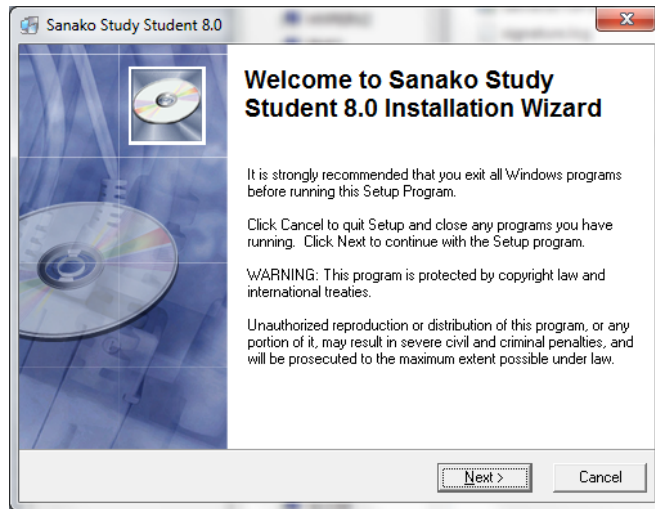 Sanako Study Student 8.0
Welcome to Sanako Study
Student 8.0 Installation Wizard
It is strongly recommended that you exit all Windows programs
before running this Setup Program.
Click Cancel to quit Setup and close any programs you have
running. Click Next to continue with the Setup program.
WARNING: This program is protected by copyright law and
international treaties.
Unauthorized reproduction or distribution of this program, or any
portion of it, may result in severe civil and criminal penalties, and
will be prosecuted to the maximum extent possible under law.
Next >
Cancel